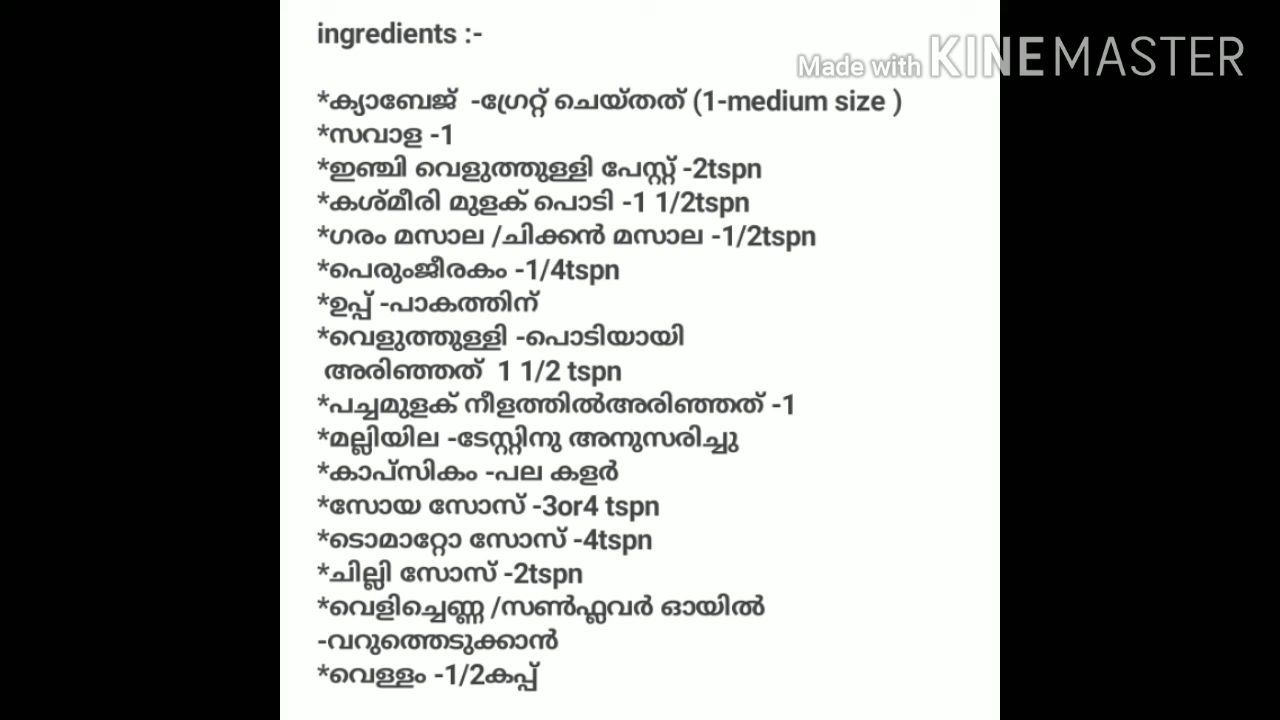 ingredients :-
Made with KINEMASTER
*ക്യാബേജ് -ഗ്രേറ്റ് ചെയ്തത് (1-medium size )
*സവാള -1
*ഇഞ്ചി വെളുത്തുള്ളി പേസ്റ്റ് -2tspn
*കശ്മീരി മുളക് പൊടി -1 1/2tspn
*ഗരം മസാല /ചിക്കൻ മസാല -1/2tspn
*പെരുംജീരകം -1/4tspn
*ഉപ്പ് -പാകത്തിന്
*വെളുത്തുള്ളി -പൊടിയായി
അരിഞ്ഞത് 1 1/2 tspn
*പച്ചമുളക് നീളത്തിൽഅരിഞ്ഞത് -1
*മല്ലിയില -ടേസ്റ്റിനു അനുസരിച്ചു
*കാപ്സികം -പല കളർ
*സോയ സോസ് -3or4 tspn
*ടൊമാറ്റോ സോസ് -4tspn
*ചില്ലി സോസ് -2tspn
*വെളിച്ചെണ്ണ /സൺഫ്ലവർ ഓയിൽ
-വറുത്തെടുക്കാൻ
*വെള്ളം -1/2കപ്പ്